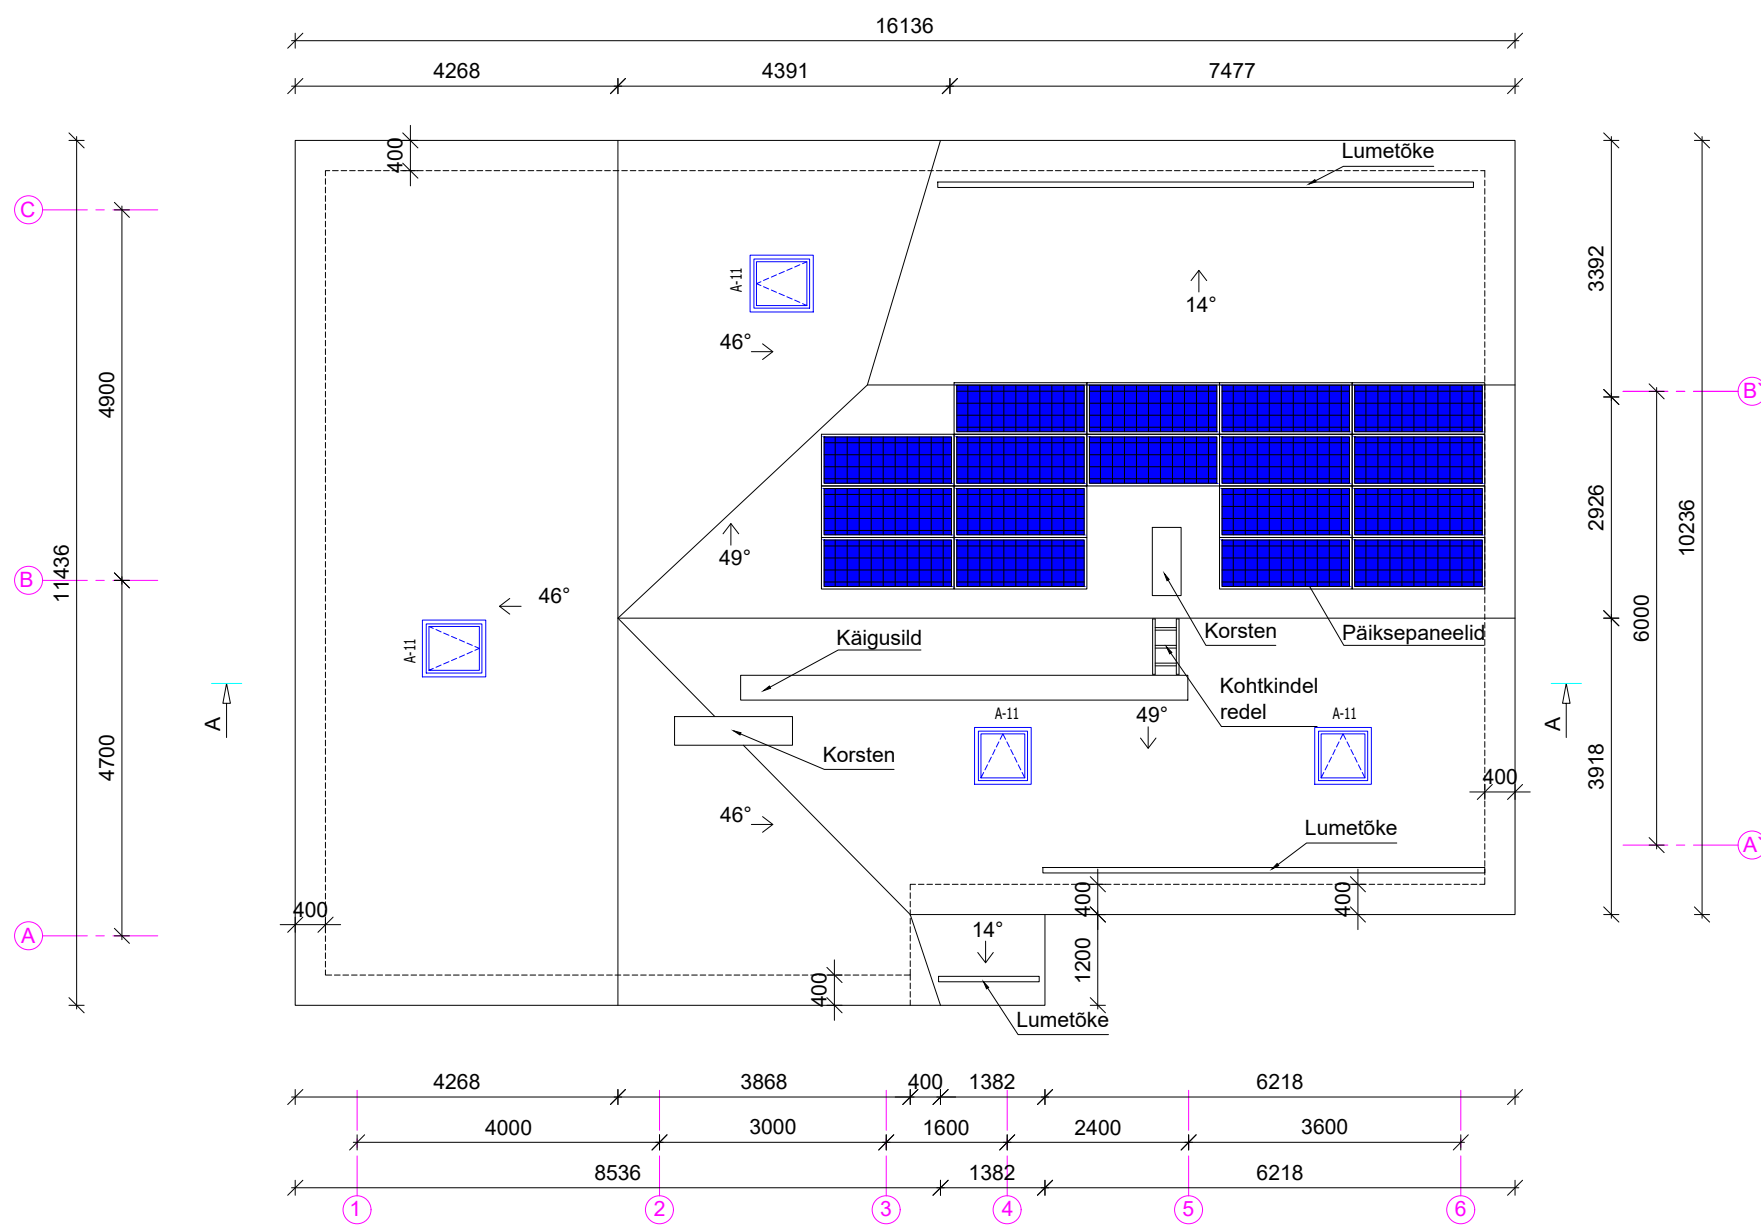 16136
4268 4391 7477
400
Lumetõke
C
A-11
14°
3392
46°
4900
B`
49°
2926
10236
11436
B
46°
6000
Korsten
Päiksepaneelid
A-11
Käigusild
Kohtkindel
redel
A
A-11
49°
A-11
A
Korsten
4700
400
3918
46°
Lumetõke
A`
400
400
400
A
14°
1200
400
Lumetõke
4268 3868 400 1382 6218
4000 3000 1600 2400 3600
8536 1382 6218
1 2 3 4 5 6